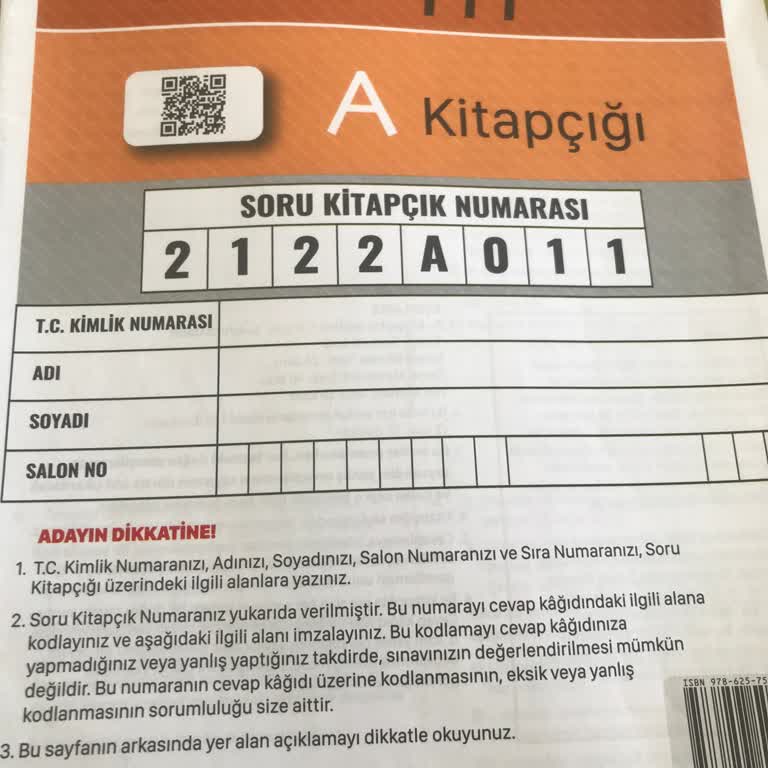 A Kitapçığı
SORU KİTAPÇIK NUMARASI
2 1 2 2 A 0 1 1
T.C. KİMLİK NUMARASI
ADI
SOYADI
SALON NO
ADAYIN DİKKATİNE!
1. T.C. Kimlik Numaranızı, Adınızı, Soyadınızı, Salon Numaranızı ve Sıra Numaranızı, Soru
Kitapçığı üzerindeki ilgili alanlara yazınız.
2. Soru Kitapçık Numaranız yukarıda verilmiştir. Bu numarayı cevap kâğıdındaki ilgili alana
kodlayınız ve aşağıdaki ilgili alanı imzalayınız. Bu kodlamayı cevap kâğıdınıza
yapmadığınız veya yanlış yaptığınız takdirde, sınavınızın değerlendirilmesi mümkün
değildir. Bu numaranın cevap kâğıdı üzerine kodlanmasının, eksik veya yanlış
kodlanmasının sorumluluğu size aittir.
ISBN 978-625-75
3. Bu sayfanın arkasında yer alan açıklamayı dikkatle okuyunuz.